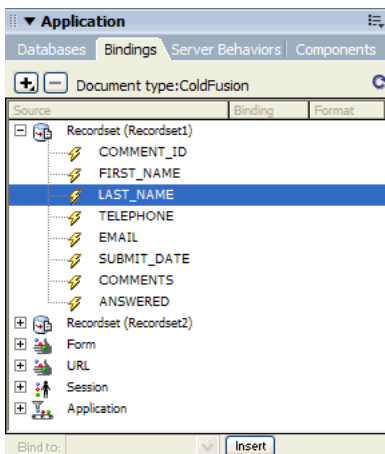 Application
Databases Bindings Server Behaviors Components
Document type:ColdFusion
Source Binding Format
Recordset (Recordset1)
COMMENT_ID
FIRST_NAME
LAST_NAME
TELEPHONE
EMAIL
SUBMIT_DATE
COMMENTS
ANSWERED
Recordset (Recordset2)
Form
URL
Session
Application
Bind to: Insert